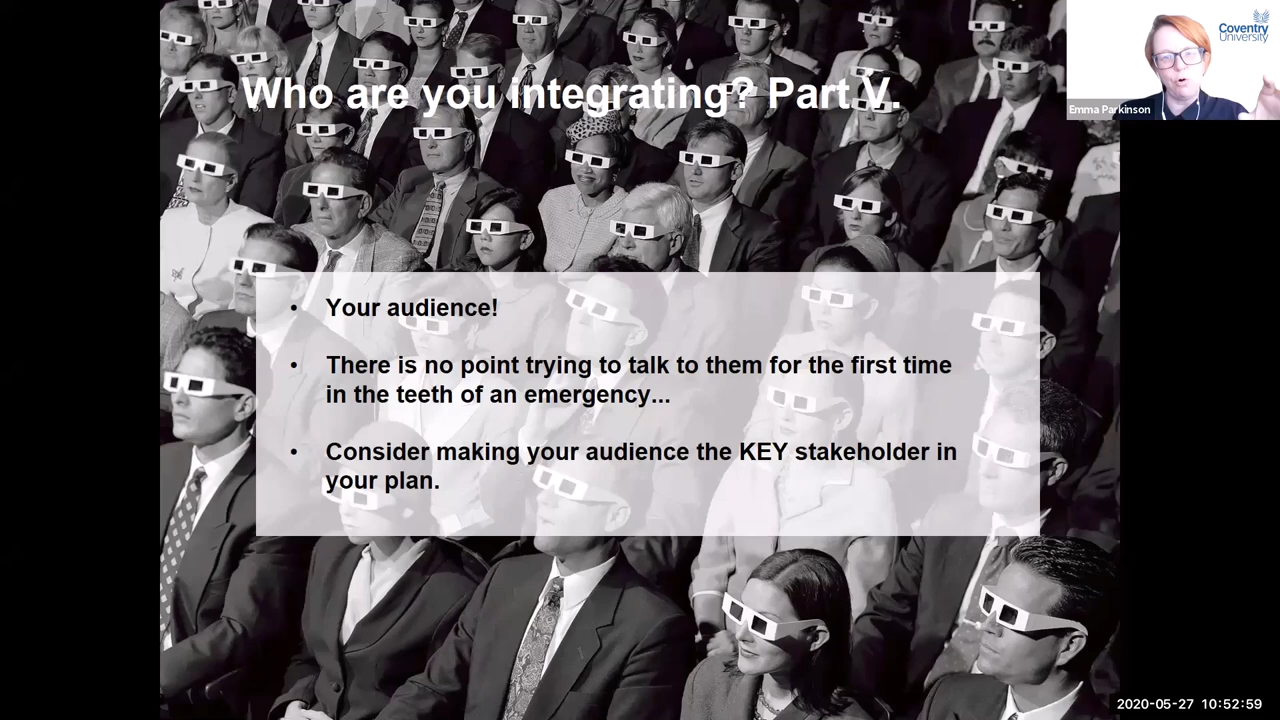 Who are you integrating? Part V.
Coventry
University
Emma Parkinson
• Your audience!
• There is no point trying to talk to them for the first time
in the teeth of an emergency...
• Consider making your audience the KEY stakeholder in
your plan.
2020-05-27 10:52:59